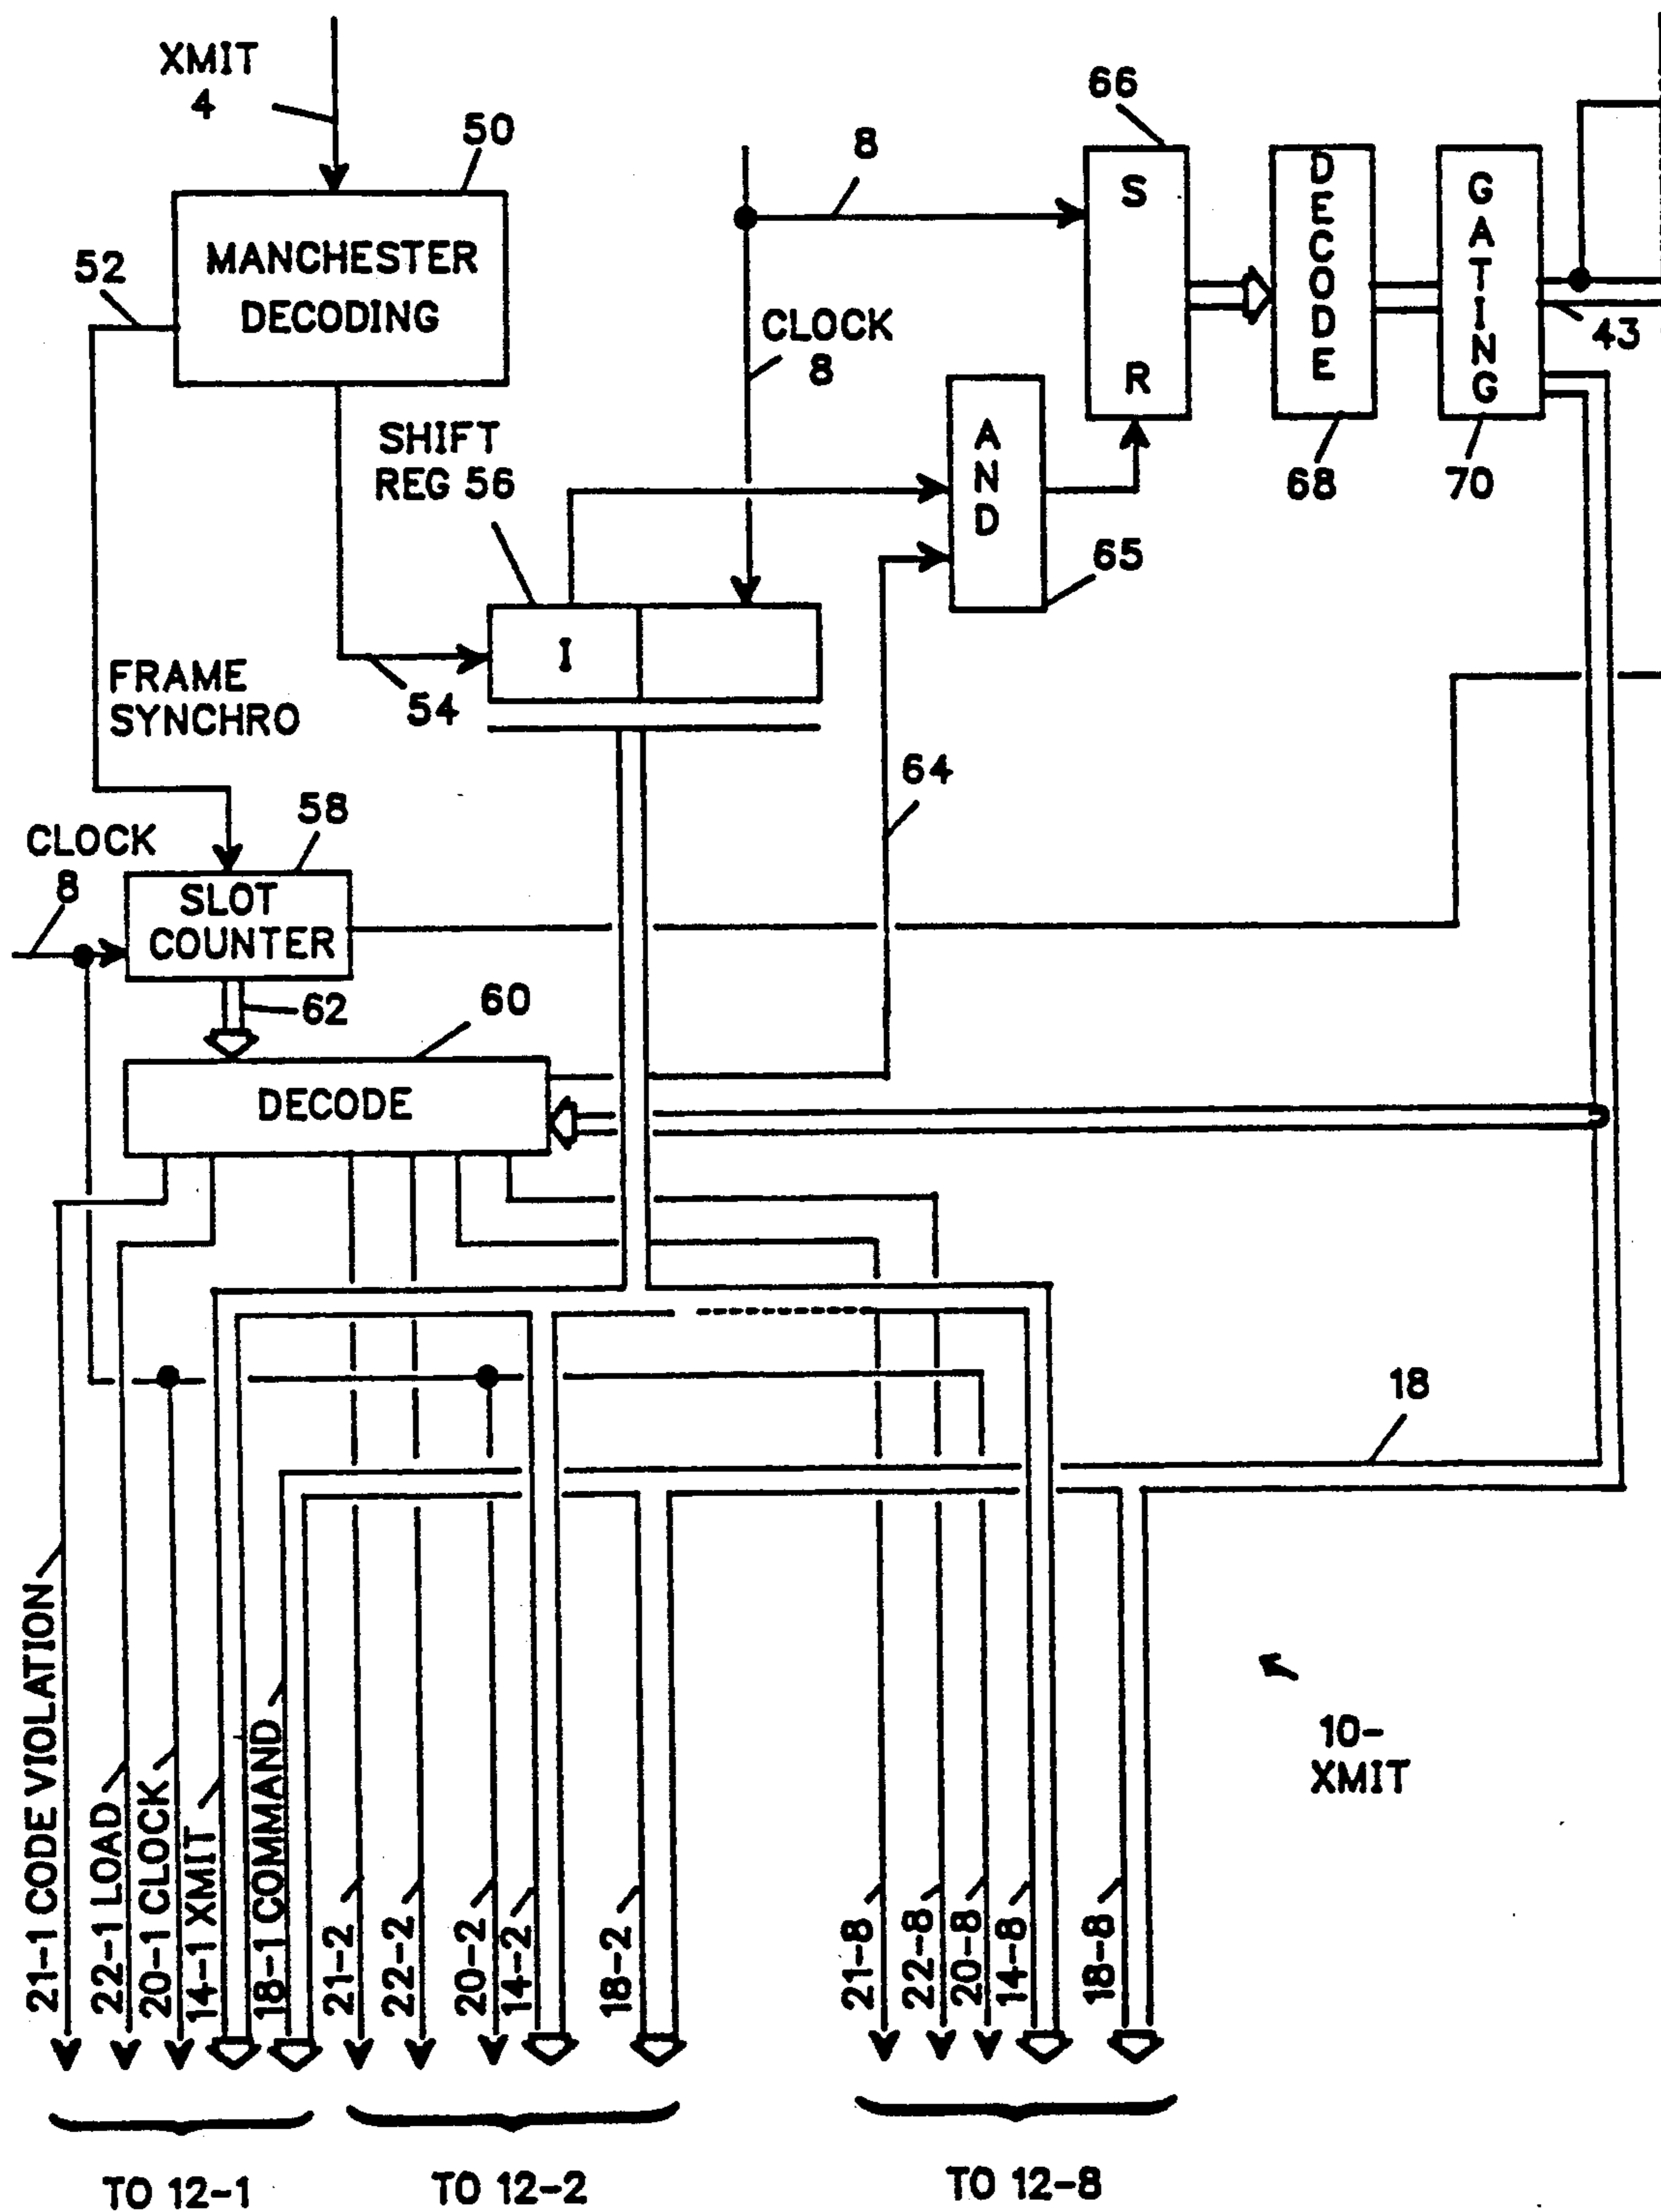 XMIT
4
50
MANCHESTER
DECODING
52
8
66
S
R
DECODE
68
GATING
70
43
CLOCK
8
SHIFT
REG 56
AND
65
I
54
FRAME
SYNCHRO
64
58
CLOCK
8
SLOT
COUNTER
62
60
DECODE
18
21-1 CODE VIOLATION
22-1 LOAD
20-1 CLOCK
14-1 XMIT
18-1 COMMAND
21-2
22-2
20-2
14-2
18-2
21-8
22-8
20-8
14-8
18-8
10-
XMIT
TO 12-1
TO 12-2
TO 12-8